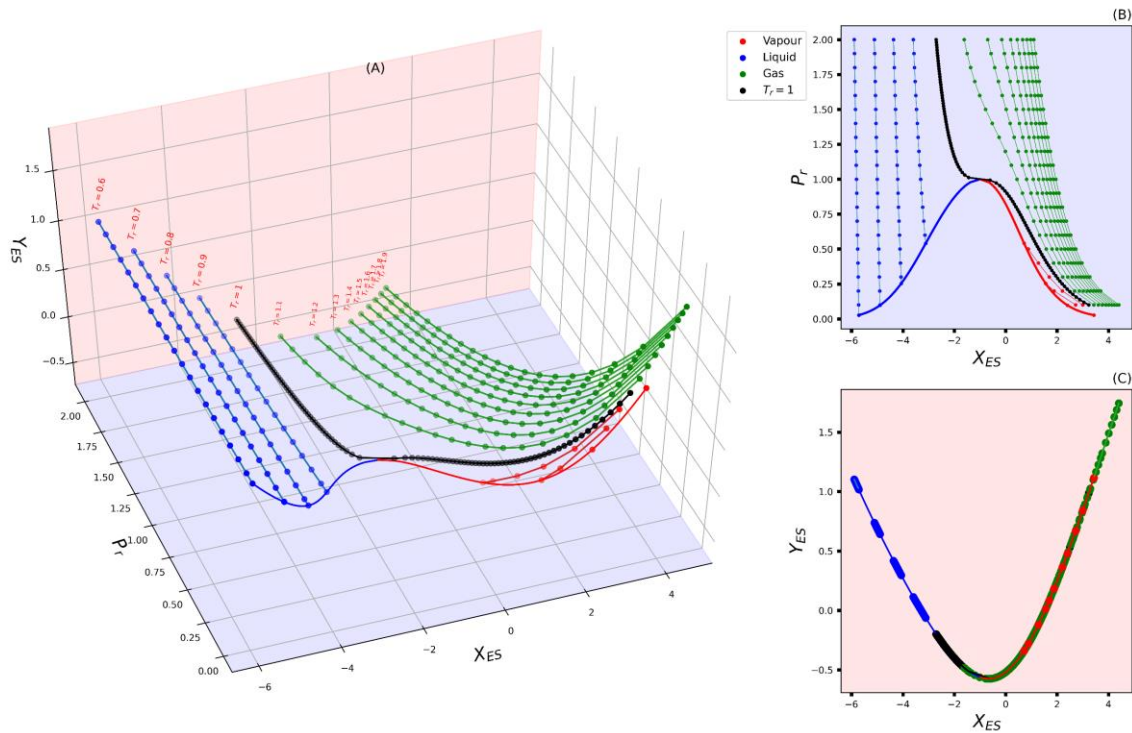 (A)
Y_ES
1.5
1.0
0.5
0.0
−0.5
T_r = 0.6
T_r = 0.7
T_r = 0.8
T_r = 0.9
T_r = 1
T_r = 1.1
T_r = 1.2
T_r = 1.3
T_r = 1.4
T_r = 1.5
T_r = 1.6
P_r
2.00
1.75
1.50
1.25
1.00
0.75
0.50
0.25
0.00
−6
−4
−2
0
2
4
X_ES
Vapour
Liquid
Gas
T_r = 1
(B)
P_r
2.00
1.75
1.50
1.25
1.00
0.75
0.50
0.25
0.00
−6 −4 −2 0 2 4
X_ES
(C)
Y_ES
1.5
1.0
0.5
0.0
−0.5
−6 −4 −2 0 2 4
X_ES